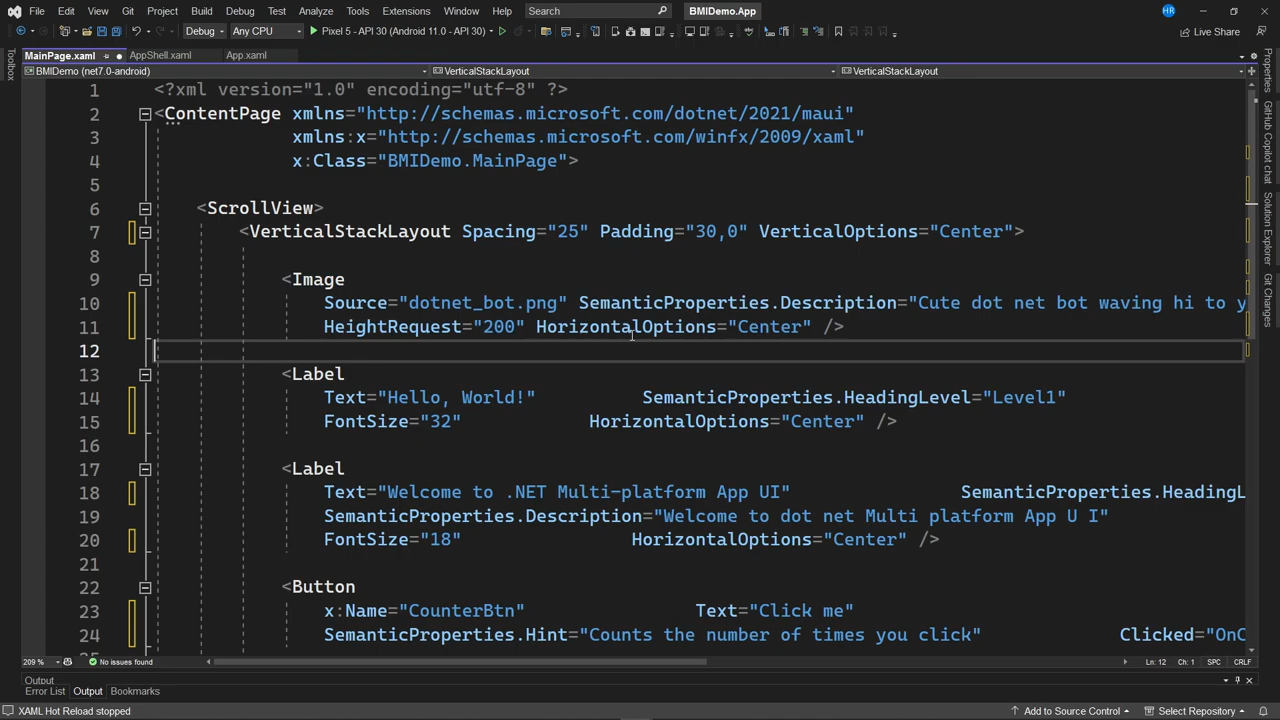 File Edit View Git Project Build Debug Test Analyze Tools Extensions Window Help Search BMIDemo.App HR
Debug Any CPU Pixel 5 - API 30 (Android 11.0 - API 30) Live Share
MainPage.xaml AppShell.xaml App.xaml
BMIDemo (net7.0-android) VerticalStackLayout VerticalStackLayout
1 <?xml version="1.0" encoding="utf-8" ?>
2 <ContentPage xmlns="http://schemas.microsoft.com/dotnet/2021/maui"
3 xmlns:x="http://schemas.microsoft.com/winfx/2009/xaml"
4 x:Class="BMIDemo.MainPage">
5
6 <ScrollView>
7 <VerticalStackLayout Spacing="25" Padding="30,0" VerticalOptions="Center">
8
9 <Image
10 Source="dotnet_bot.png" SemanticProperties.Description="Cute dot net bot waving hi to y
11 HeightRequest="200" HorizontalOptions="Center" />
12
13 <Label
14 Text="Hello, World!" SemanticProperties.HeadingLevel="Level1"
15 FontSize="32" HorizontalOptions="Center" />
16
17 <Label
18 Text="Welcome to .NET Multi-platform App UI" SemanticProperties.HeadingL
19 SemanticProperties.Description="Welcome to dot net Multi platform App U I"
20 FontSize="18" HorizontalOptions="Center" />
21
22 <Button
23 x:Name="CounterBtn" Text="Click me"
24 SemanticProperties.Hint="Counts the number of times you click" Clicked="OnC
Toolbox
Properties
GitHub Copilot chat
Solution Explorer
Git Changes
209 % No issues found Ln: 12 Ch: 1 SPC CRLF
Output
Error List Output Bookmarks
XAML Hot Reload stopped Add to Source Control Select Repository